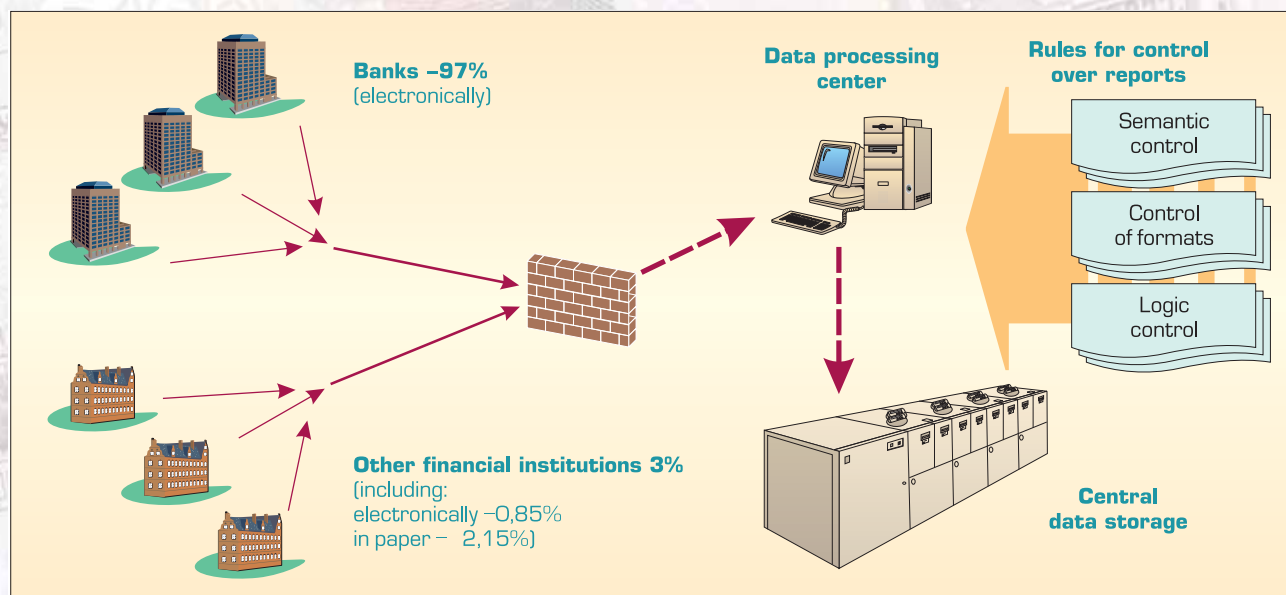 Banks –97%
(electronically)
Data processing
center
Rules for control
over reports
Semantic
control
Control
of formats
Logic
control
Other financial institutions 3%
(including:
electronically –0,85%
in paper – 2,15%)
Central
data storage